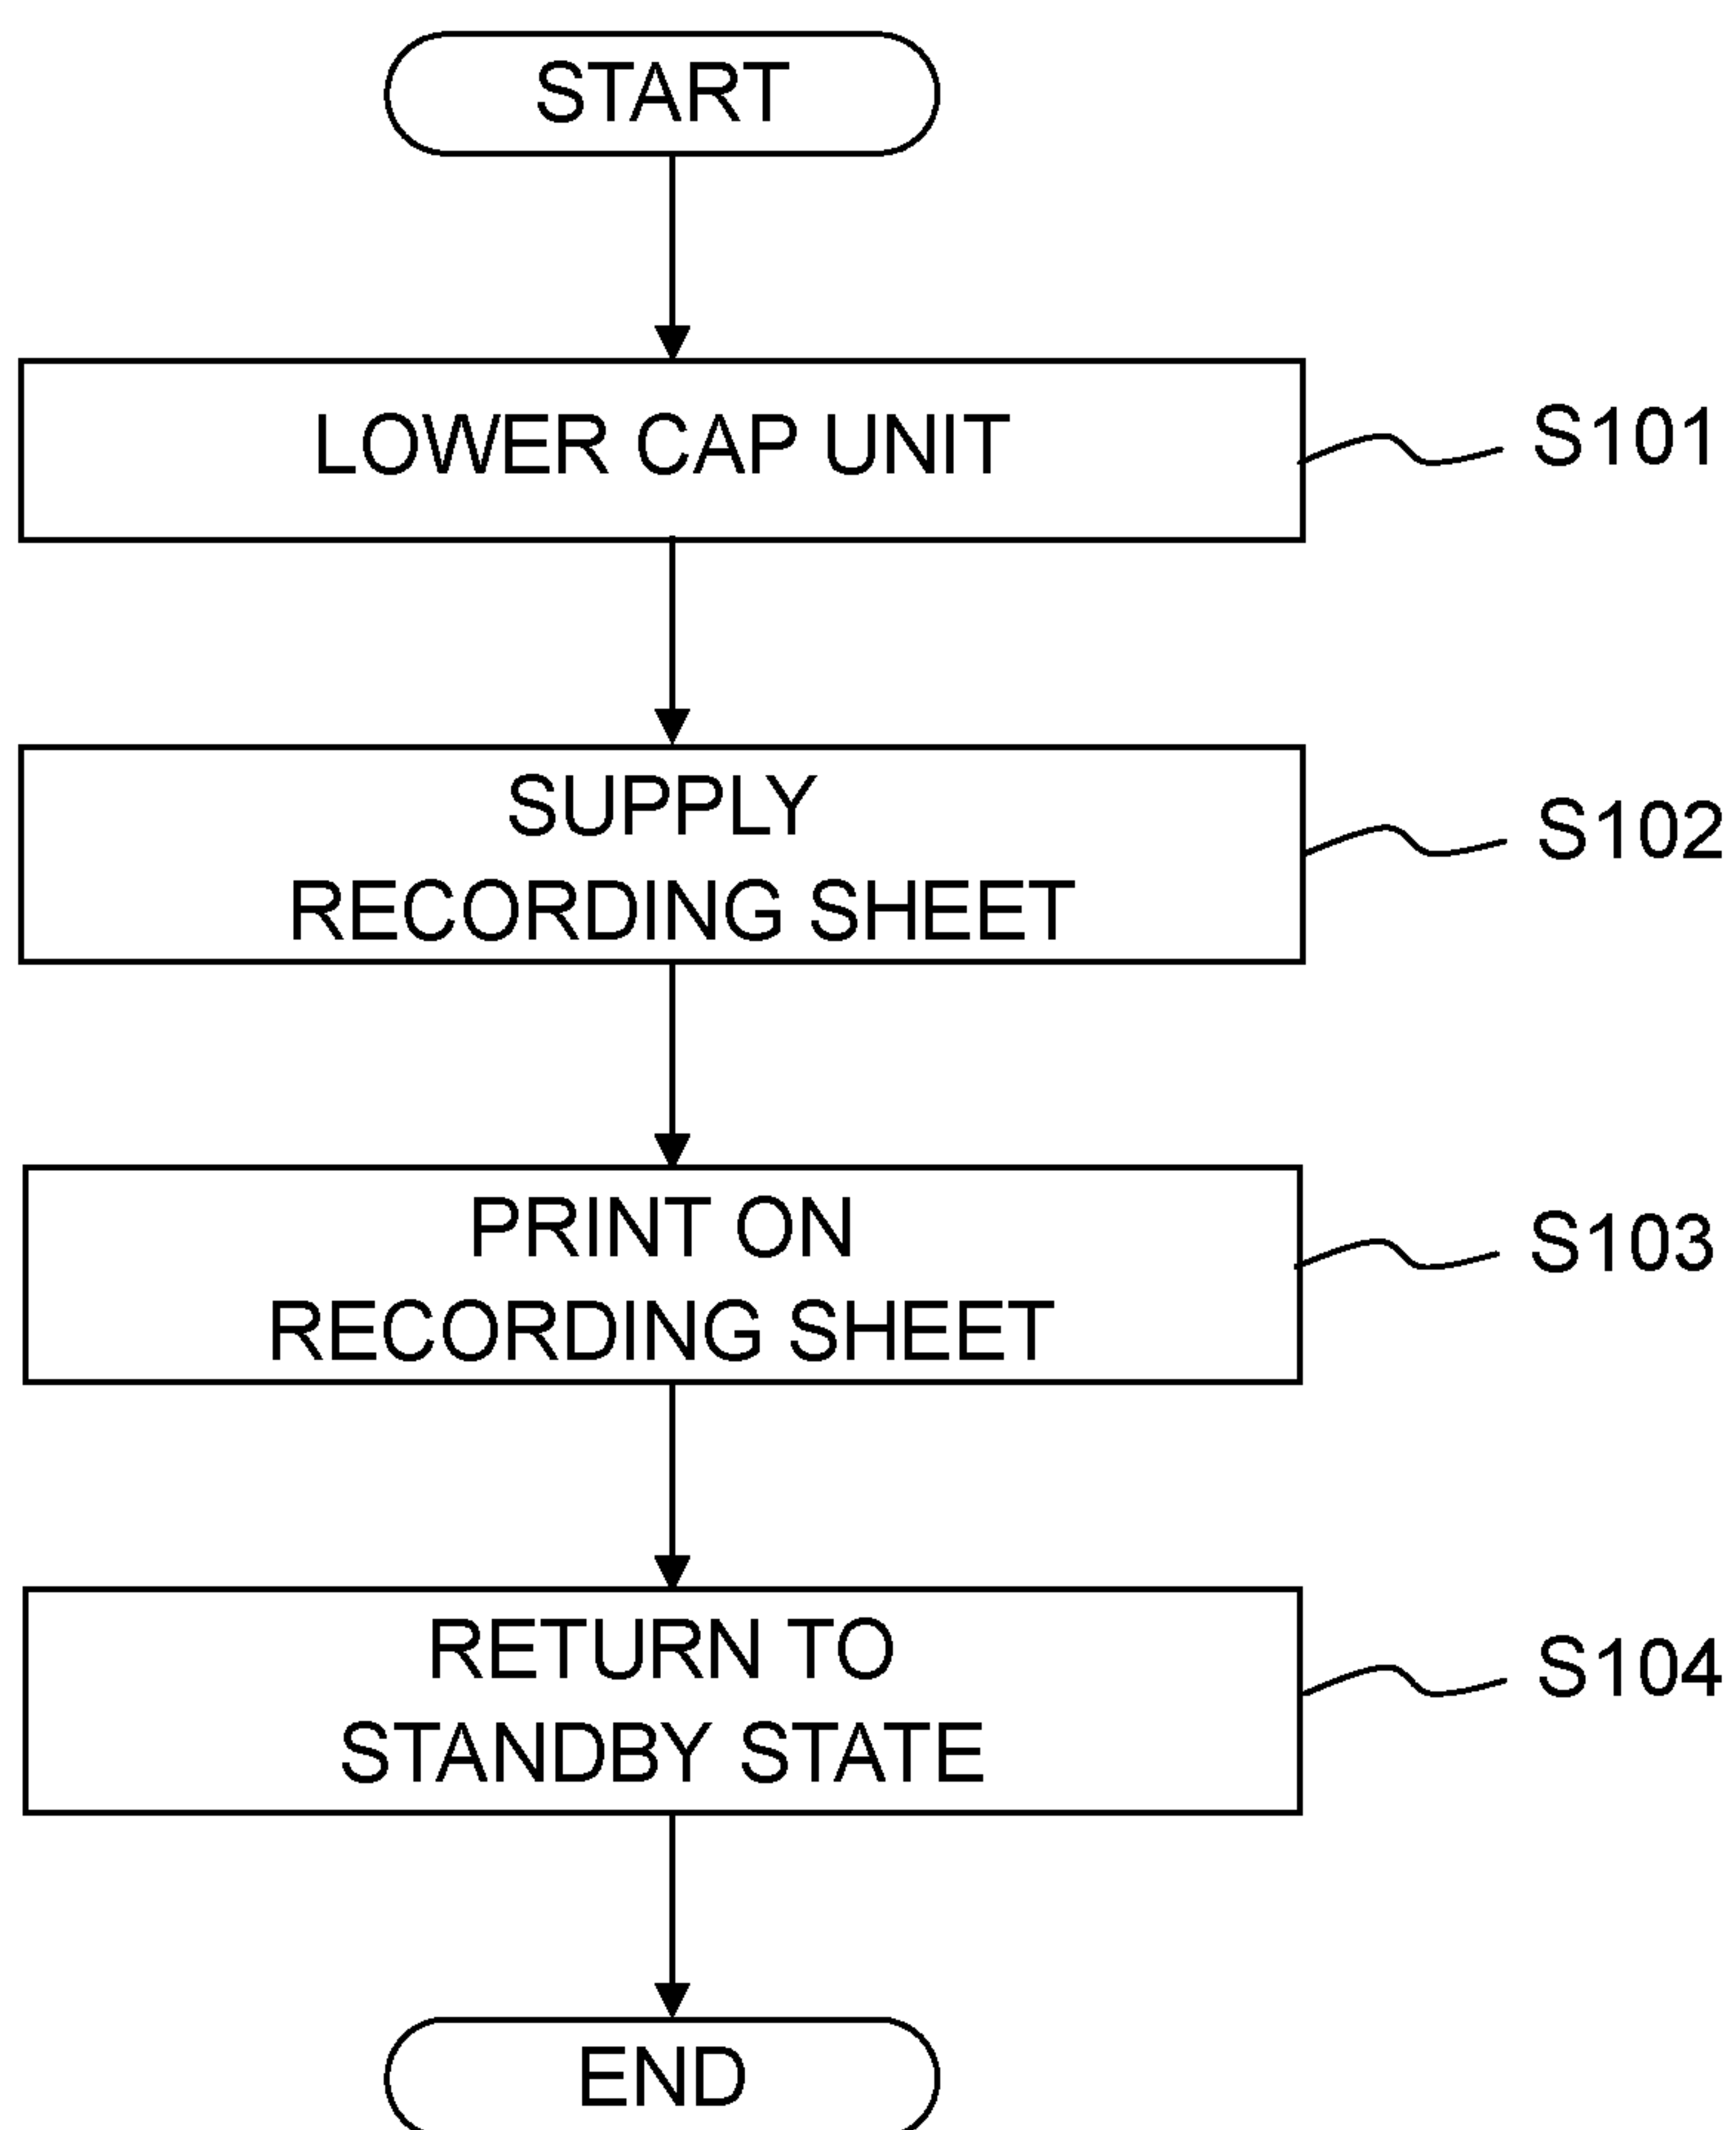 START
LOWER CAP UNIT
S101
SUPPLY
RECORDING SHEET
S102
PRINT ON
RECORDING SHEET
S103
RETURN TO
STANDBY STATE
S104
END